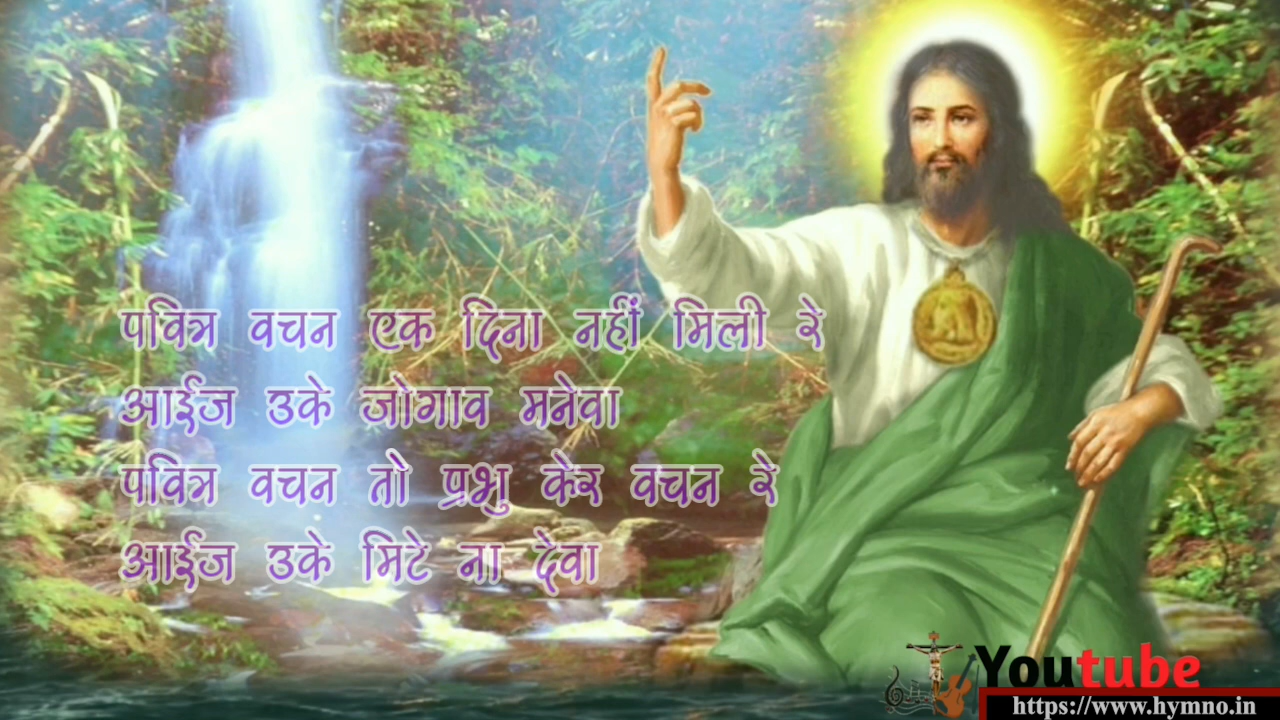 पवित्र वचन एक दिना नहीं मिली रे
आईज उके जोगाव मनेवा
पवित्र वचन तो प्रभु केर वचन रे
आईज उके मिटे ना देवा
Youtube
https://www.hymno.in